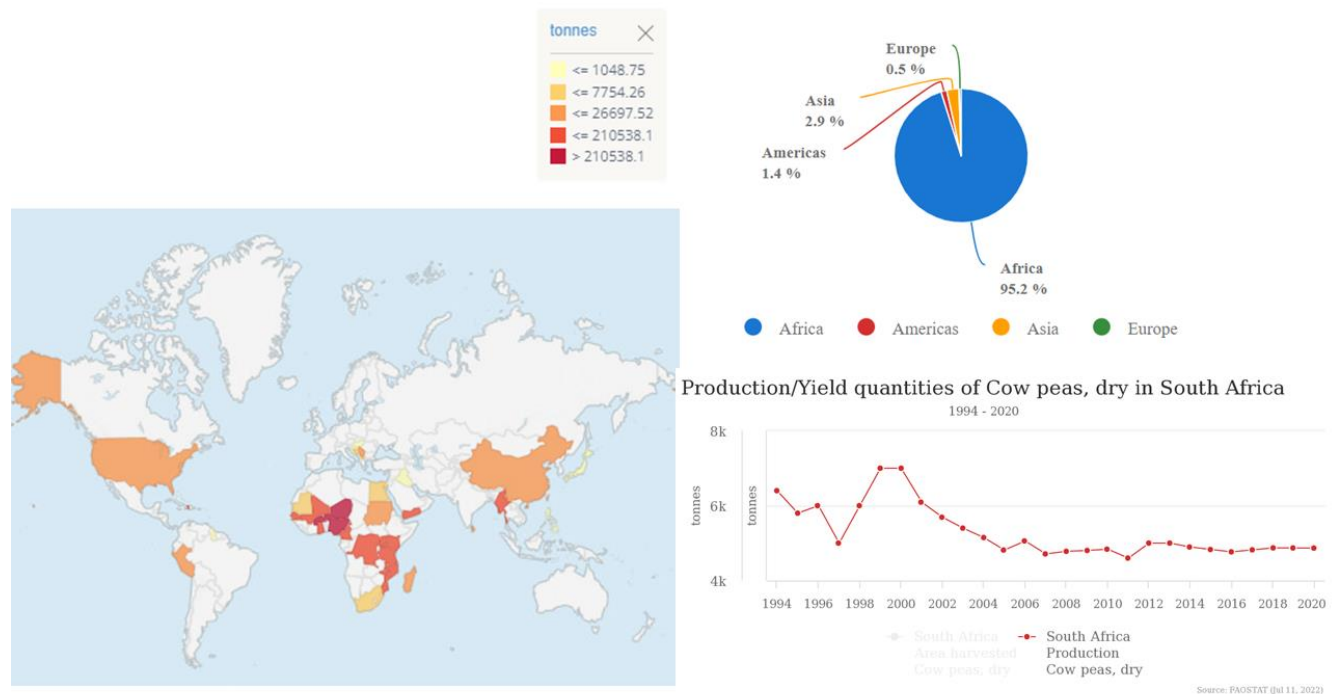 tonnes
<= 1048.75
<= 7754.26
<= 26697.52
<= 210538.1
> 210538.1
Europe
0.5 %
Asia
2.9 %
Americas
1.4 %
Africa
95.2 %
Africa
Americas
Asia
Europe
Production/Yield quantities of Cow peas, dry in South Africa
1994 - 2020
8k
6k
4k
tonnes
tonnes
1994 1996 1998 2000 2002 2004 2006 2008 2010 2012 2014 2016 2018 2020
South Africa
Area harvested
Cow peas, dry
South Africa
Production
Cow peas, dry
Source: FAOSTAT (Jul 11, 2022)